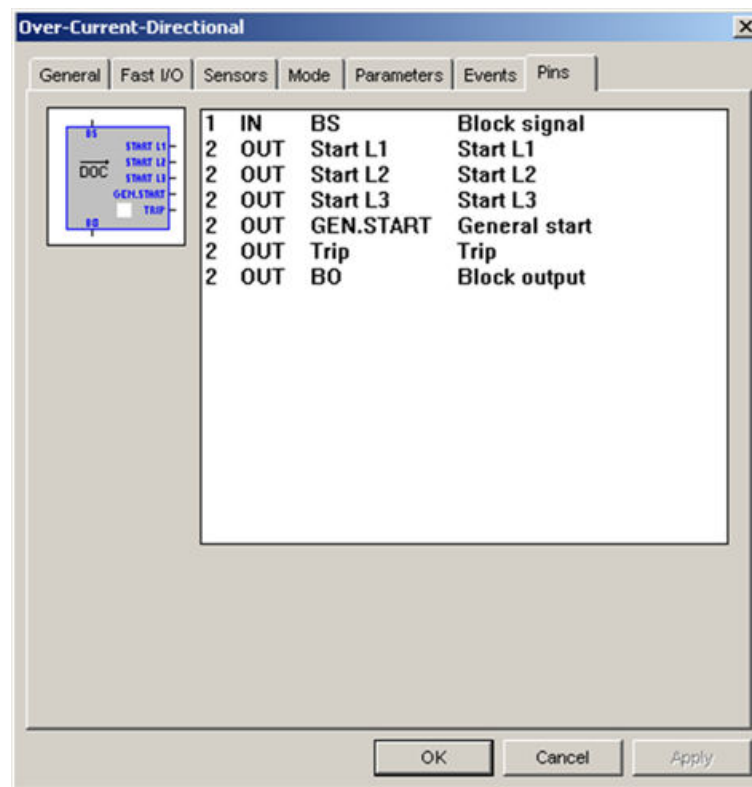 Over-Current-Directional
General Fast I/O Sensors Mode Parameters Events Pins
BS
START L1
START L2
DOC
START L3
GEN.START
TRIP
BO
1 IN BS Block signal
2 OUT Start L1 Start L1
2 OUT Start L2 Start L2
2 OUT Start L3 Start L3
2 OUT GEN.START General start
2 OUT Trip Trip
2 OUT BO Block output
OK Cancel Apply